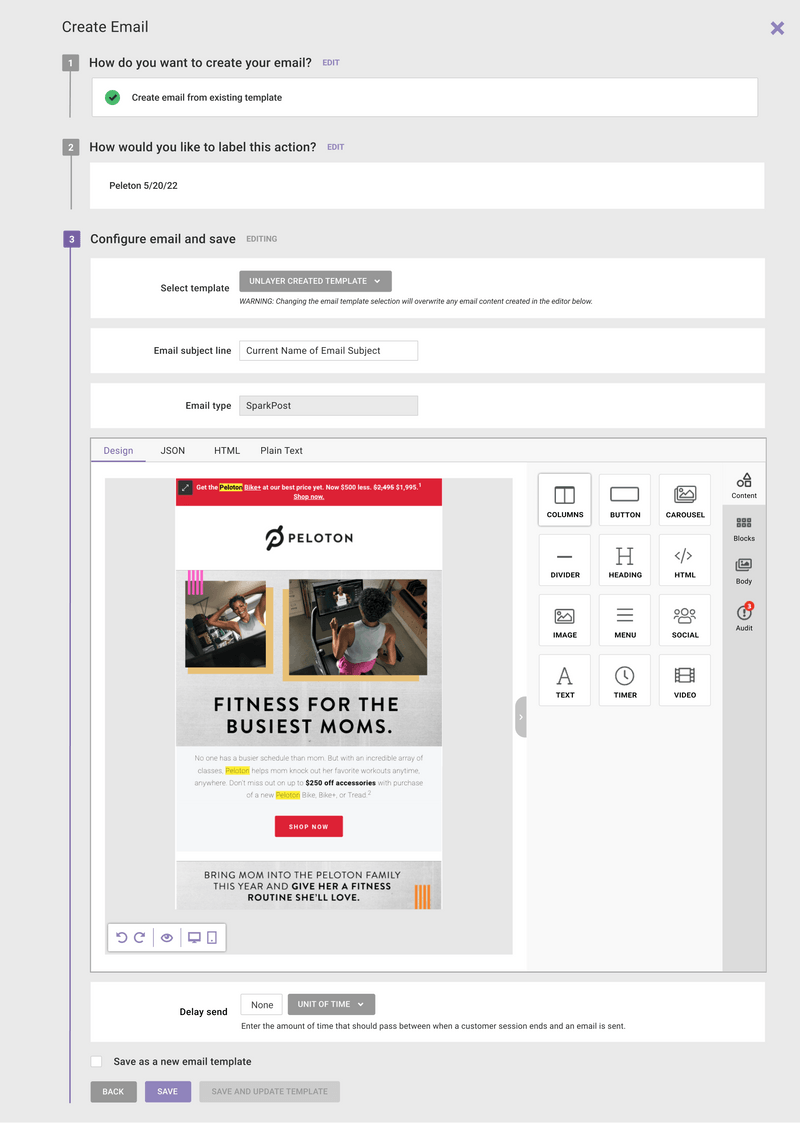 Create Email
1 How do you want to create your email? EDIT
Create email from existing template
2 How would you like to label this action? EDIT
Peleton 5/20/22
3 Configure email and save EDITING
Select template UNLAYER CREATED TEMPLATE
WARNING: Changing the email template selection will overwrite any email content created in the editor below.
Email subject line Current Name of Email Subject
Email type SparkPost
Design JSON HTML Plain Text
Get the Peloton Bike+ at our best price yet. Now $500 less. $2,495 $1,995.1
Shop now.
PELOTON
FITNESS FOR THE
BUSIEST MOMS.
No one has a busier schedule than mom. But with an incredible array of
classes, Peloton helps mom knock out her favorite workouts anytime,
anywhere. Don't miss out on up to $250 off accessories with purchase
of a new Peloton Bike, Bike+, or Tread.2
SHOP NOW
BRING MOM INTO THE PELOTON FAMILY
THIS YEAR AND GIVE HER A FITNESS
ROUTINE SHE'LL LOVE.
COLUMNS BUTTON CAROUSEL
DIVIDER HEADING HTML
IMAGE MENU SOCIAL
TEXT TIMER VIDEO
Content
Blocks
Body
3
Audit
Delay send None UNIT OF TIME
Enter the amount of time that should pass between when a customer session ends and an email is sent.
Save as a new email template
BACK SAVE SAVE AND UPDATE TEMPLATE